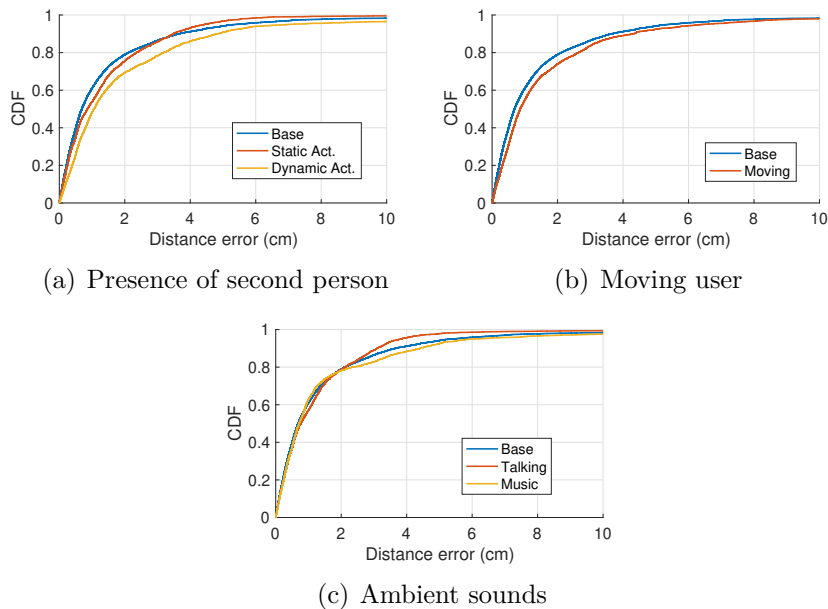 1
0.8
0.6
0.4
0.2
0
CDF
Base
Static Act.
Dynamic Act.
0 2 4 6 8 10
Distance error (cm)
(a) Presence of second person
1
0.8
0.6
0.4
0.2
0
CDF
Base
Moving
0 2 4 6 8 10
Distance error (cm)
(b) Moving user
1
0.8
0.6
0.4
0.2
0
CDF
Base
Talking
Music
0 2 4 6 8 10
Distance error (cm)
(c) Ambient sounds